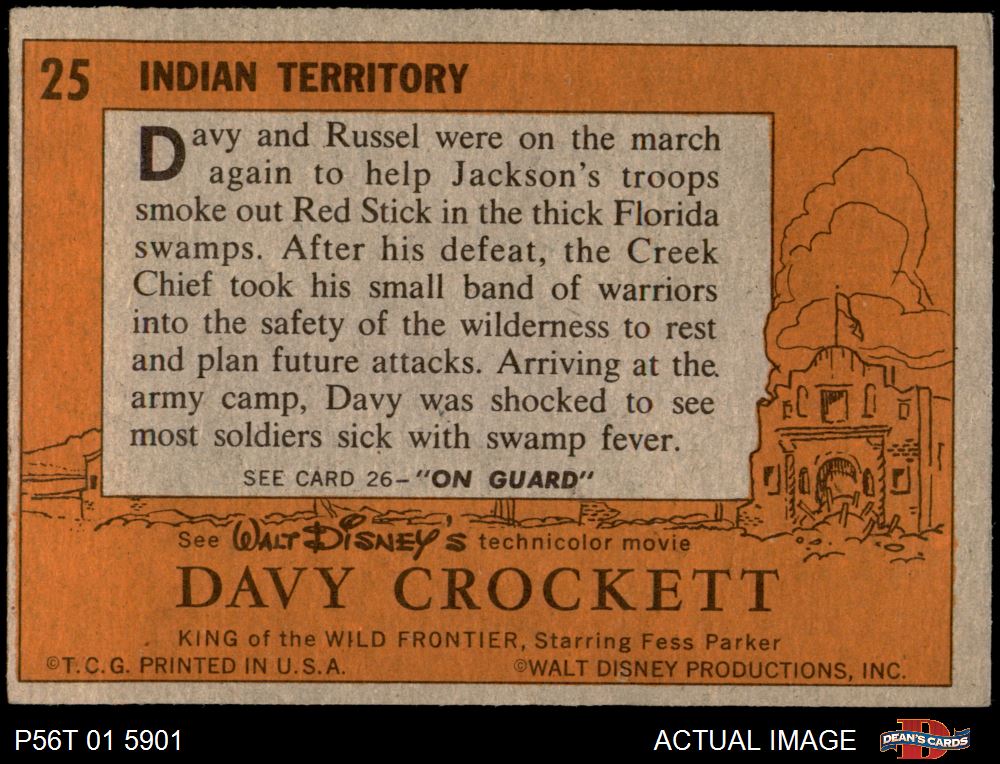 25 INDIAN TERRITORY
Davy and Russel were on the march
again to help Jackson's troops
smoke out Red Stick in the thick Florida
swamps. After his defeat, the Creek
Chief took his small band of warriors
into the safety of the wilderness to rest
and plan future attacks. Arriving at the
army camp, Davy was shocked to see
most soldiers sick with swamp fever.
SEE CARD 26–"ON GUARD"
See WALT DISNEY'S technicolor movie
DAVY CROCKETT
KING of the WILD FRONTIER, Starring Fess Parker
©T.C.G. PRINTED IN U.S.A. ©WALT DISNEY PRODUCTIONS, INC.
P56T 01 5901 ACTUAL IMAGE D DEAN'S CARDS